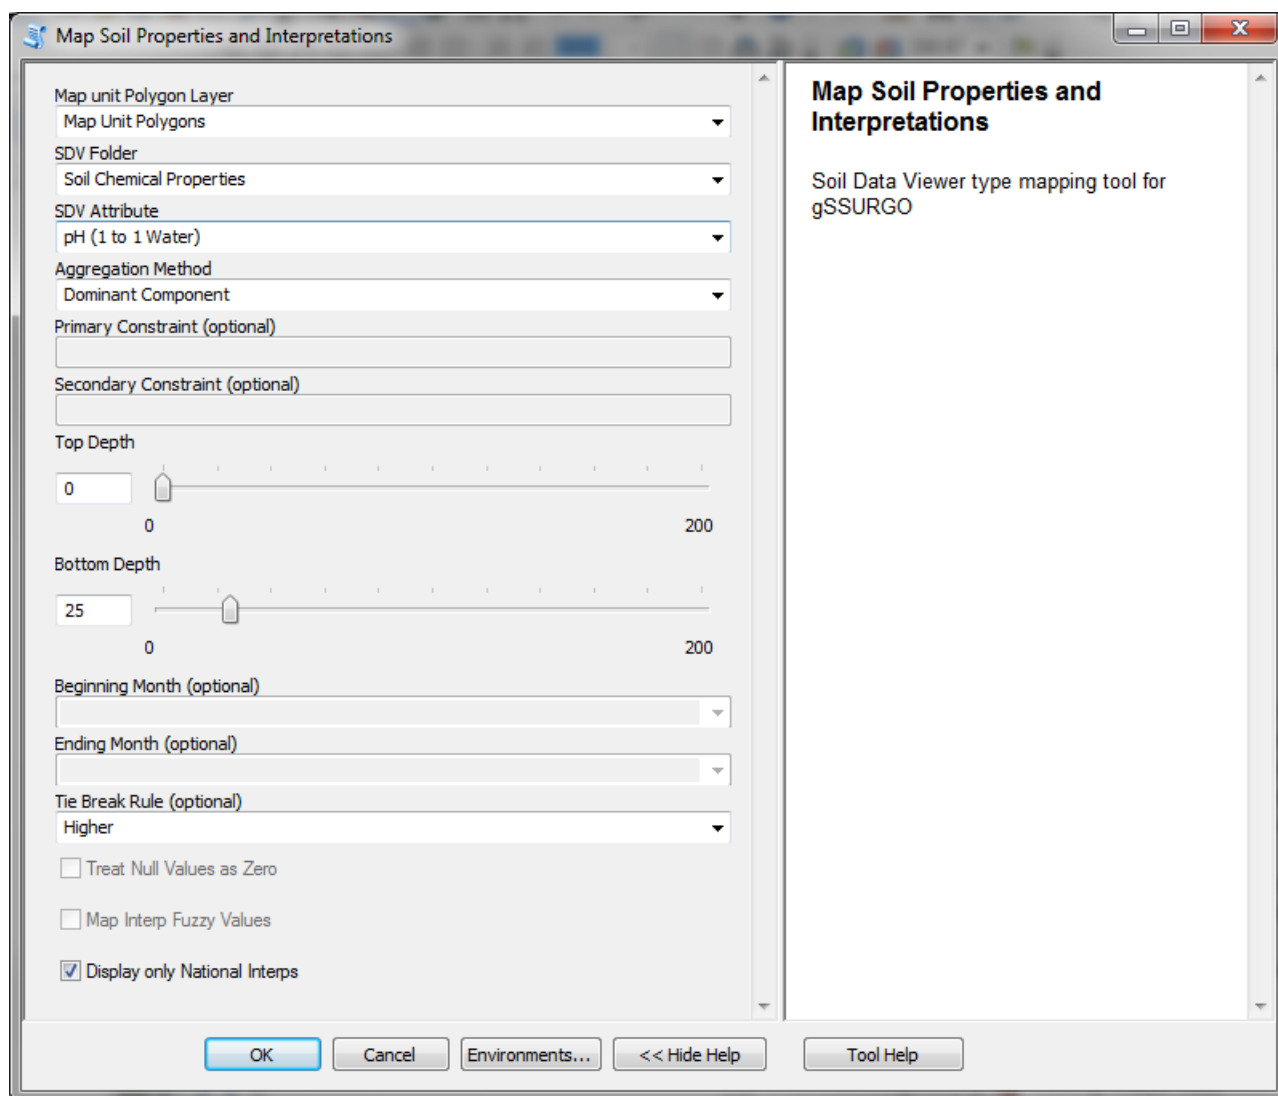 Map Soil Properties and Interpretations
Map unit Polygon Layer
Map Unit Polygons
SDV Folder
Soil Chemical Properties
SDV Attribute
pH (1 to 1 Water)
Aggregation Method
Dominant Component
Primary Constraint (optional)
Secondary Constraint (optional)
Top Depth
0
0 200
Bottom Depth
25
0 200
Beginning Month (optional)
Ending Month (optional)
Tie Break Rule (optional)
Higher
Treat Null Values as Zero
Map Interp Fuzzy Values
Display only National Interps
OK Cancel Environments... << Hide Help Tool Help
Map Soil Properties and
Interpretations
Soil Data Viewer type mapping tool for
gSSURGO